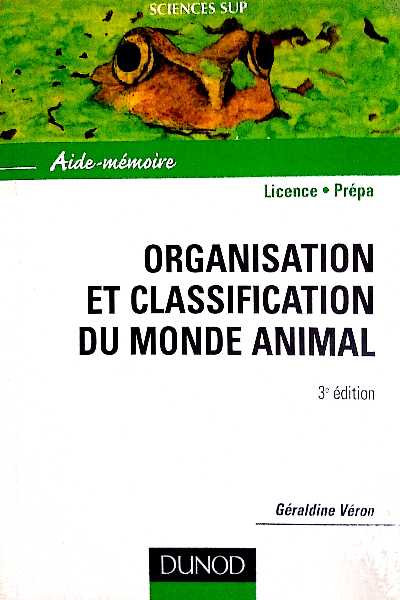 SCIENCES SUP
Aide-mémoire
Licence • Prépa
ORGANISATION
ET CLASSIFICATION
DU MONDE ANIMAL
3e édition
Géraldine Véron
DUNOD